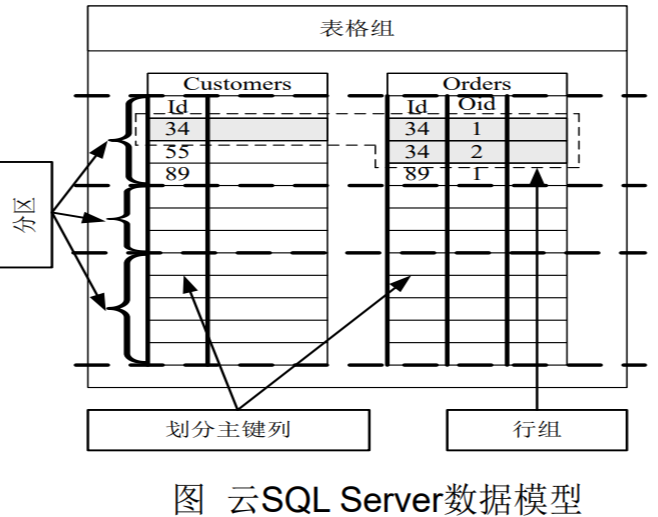 表格组
Customers Orders
Id Id Oid
34 34 1
55 34 2
89 89 1
分区
划分主键列 行组
图 云SQL Server数据模型